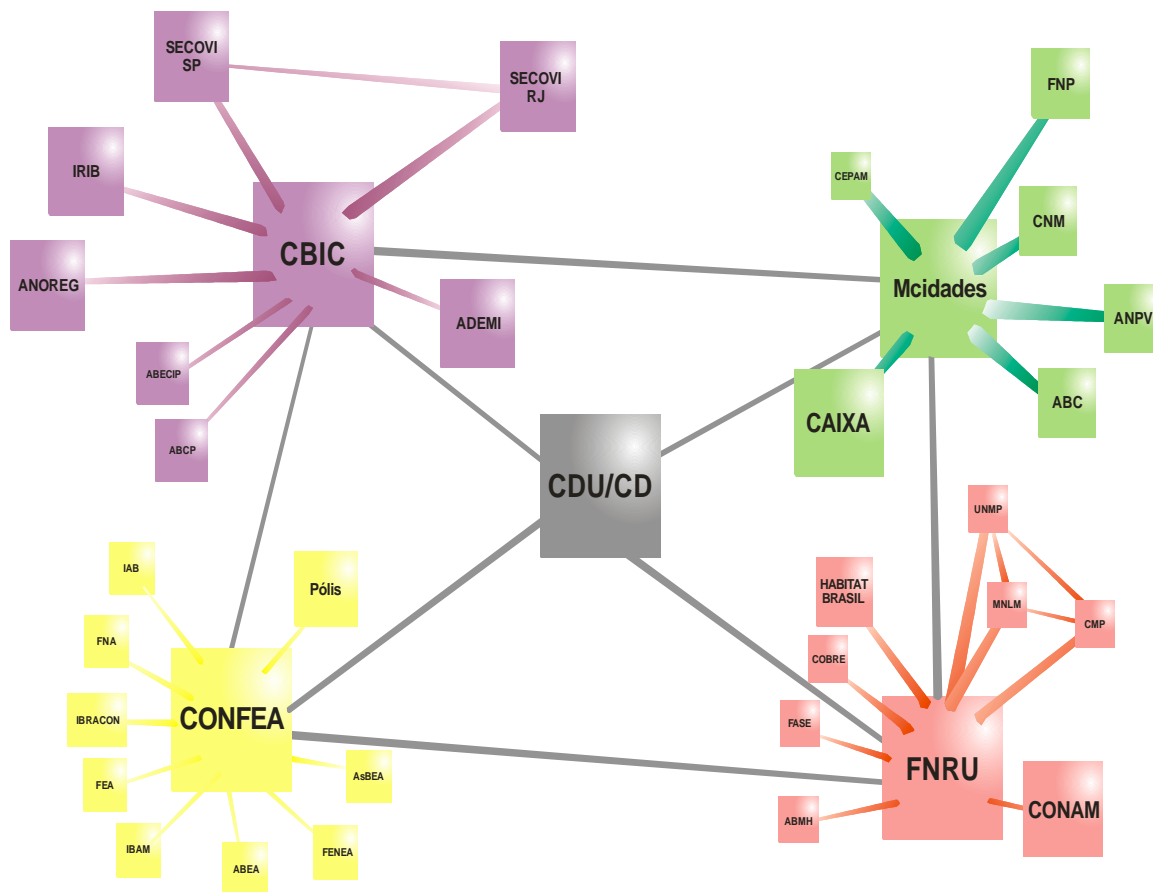 SECOVI
SP
SECOVI
RJ
FNP
IRIB
CEPAM
CNM
CBIC
ANOREG
Mcidades
ADEMI
ANPV
ABECIP
ABC
CAIXA
ABCP
CDU/CD
UNMP
IAB
Pólis
HABITAT
BRASIL
MNLM
CMP
FNA
COBRE
CONFEA
IBRACON
FASE
FNRU
FEA
AsBEA
ABMH
CONAM
IBAM
FENEA
ABEA